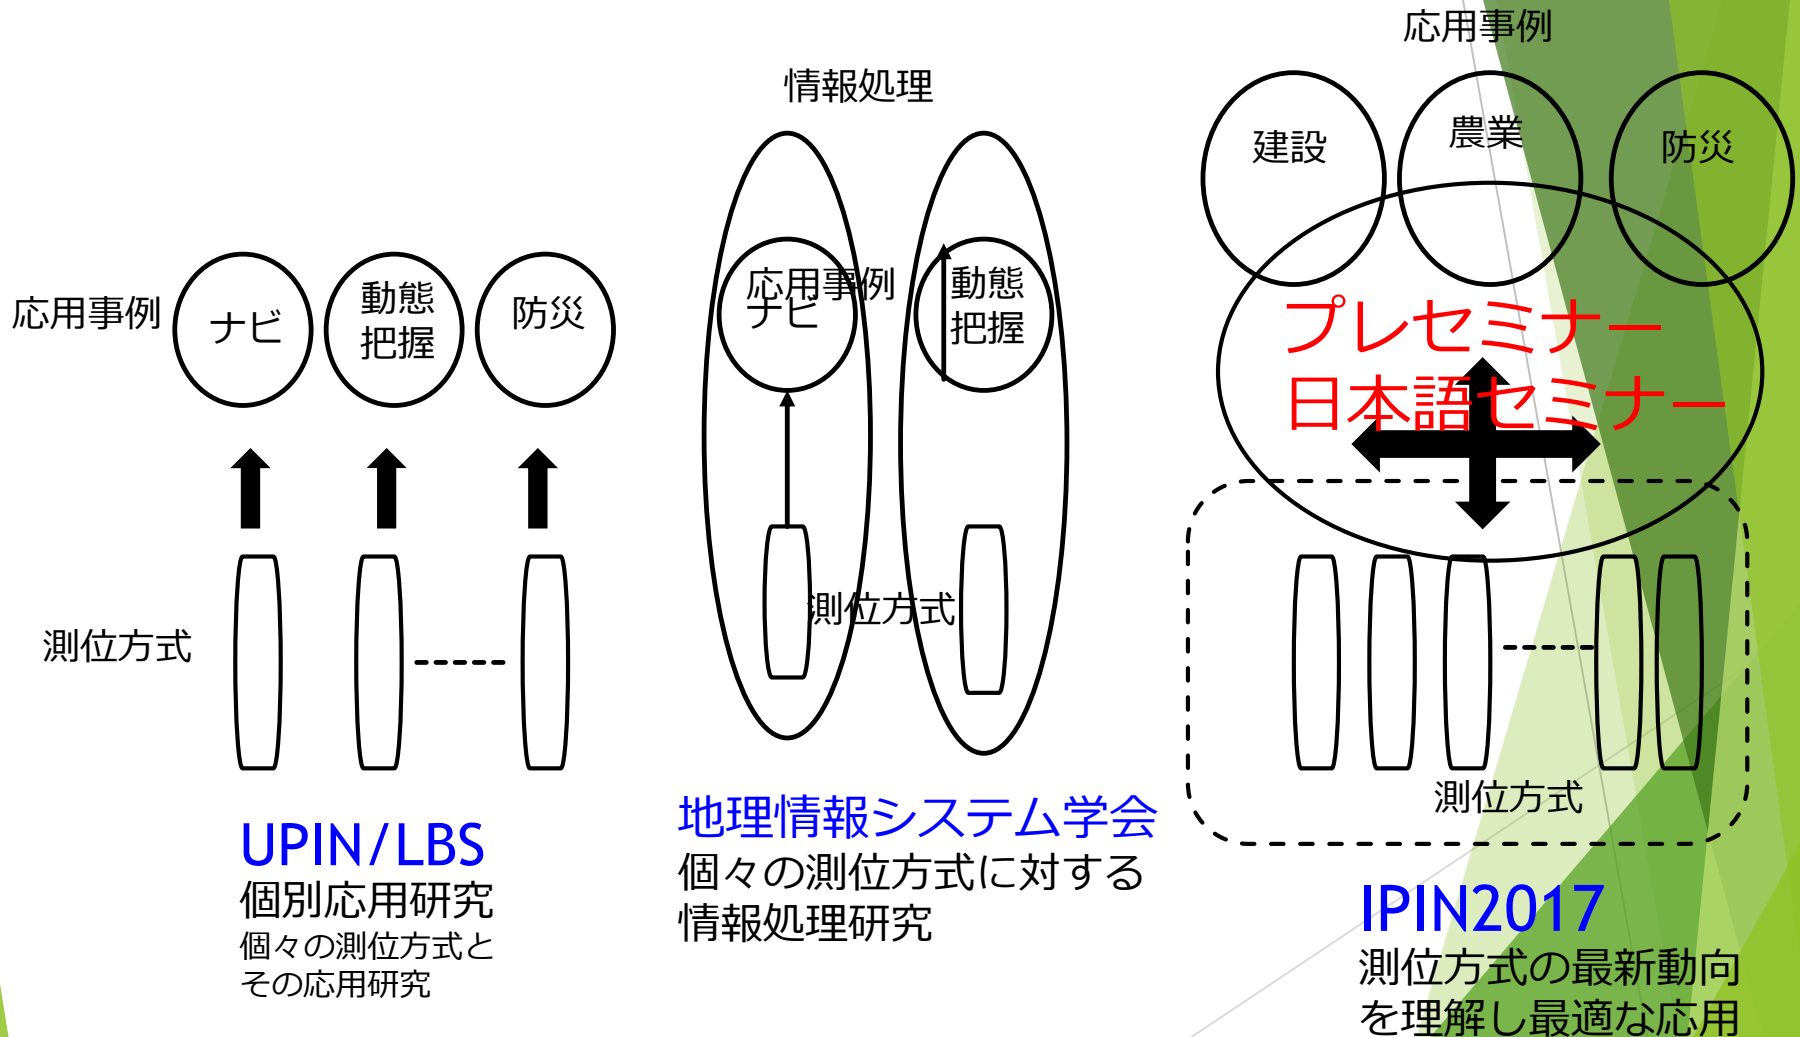 応用事例
ナビ
動態
把握
防災
測位方式
UPIN/LBS
個別応用研究
個々の測位方式と
その応用研究
情報処理
応用事例
ナビ
動態
把握
測位方式
地理情報システム学会
個々の測位方式に対する
情報処理研究
応用事例
建設
農業
防災
プレセミナー
日本語セミナー
測位方式
IPIN2017
測位方式の最新動向
を理解し最適な応用